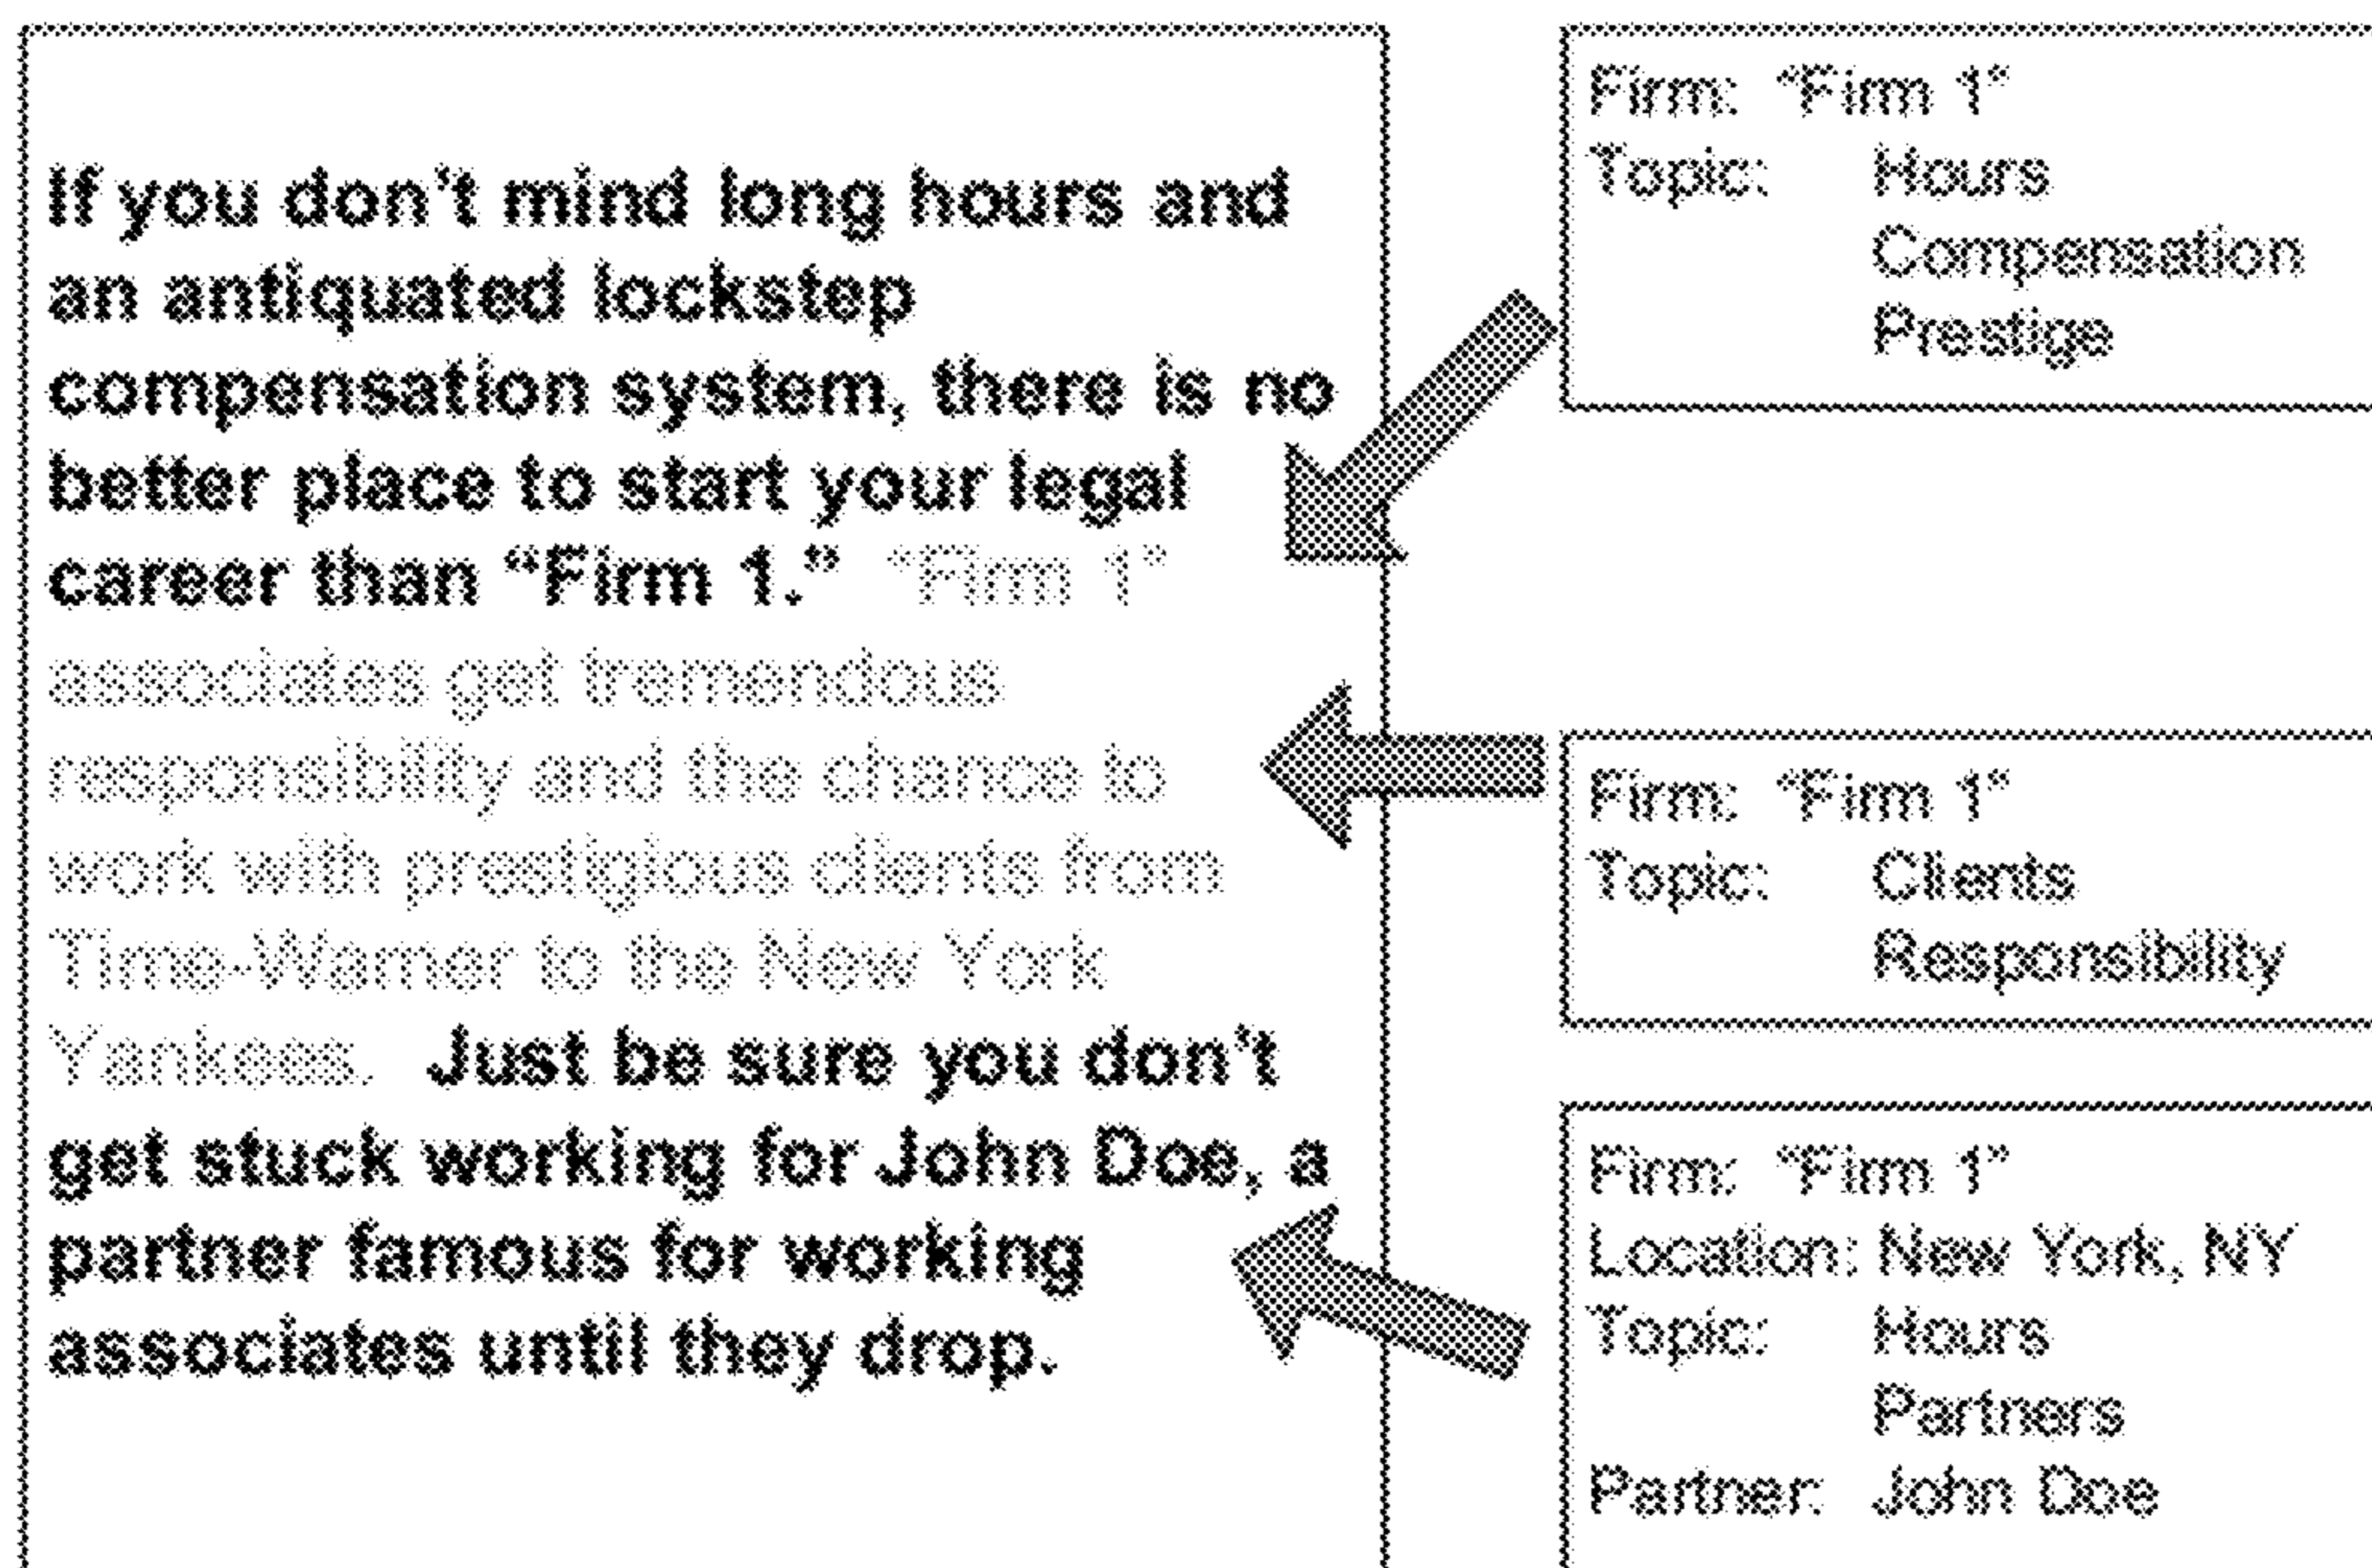 If you don't mind long hours and
an antiquated lockstep
compensation system, there is no
better place to start your legal
career than “Firm 1.” “Firm 1”
associates get tremendous
responsibility and the chance to
work with prestigious clients from
Time-Warner to the New York
Yankees. Just be sure you don't
get stuck working for John Doe, a
partner famous for working
associates until they drop.
Firm: “Firm 1”
Topic: Hours
Compensation
Prestige
Firm: “Firm 1”
Topic: Clients
Responsibility
Firm: “Firm 1”
Location: New York, NY
Topic: Hours
Partners
Partner: John Doe